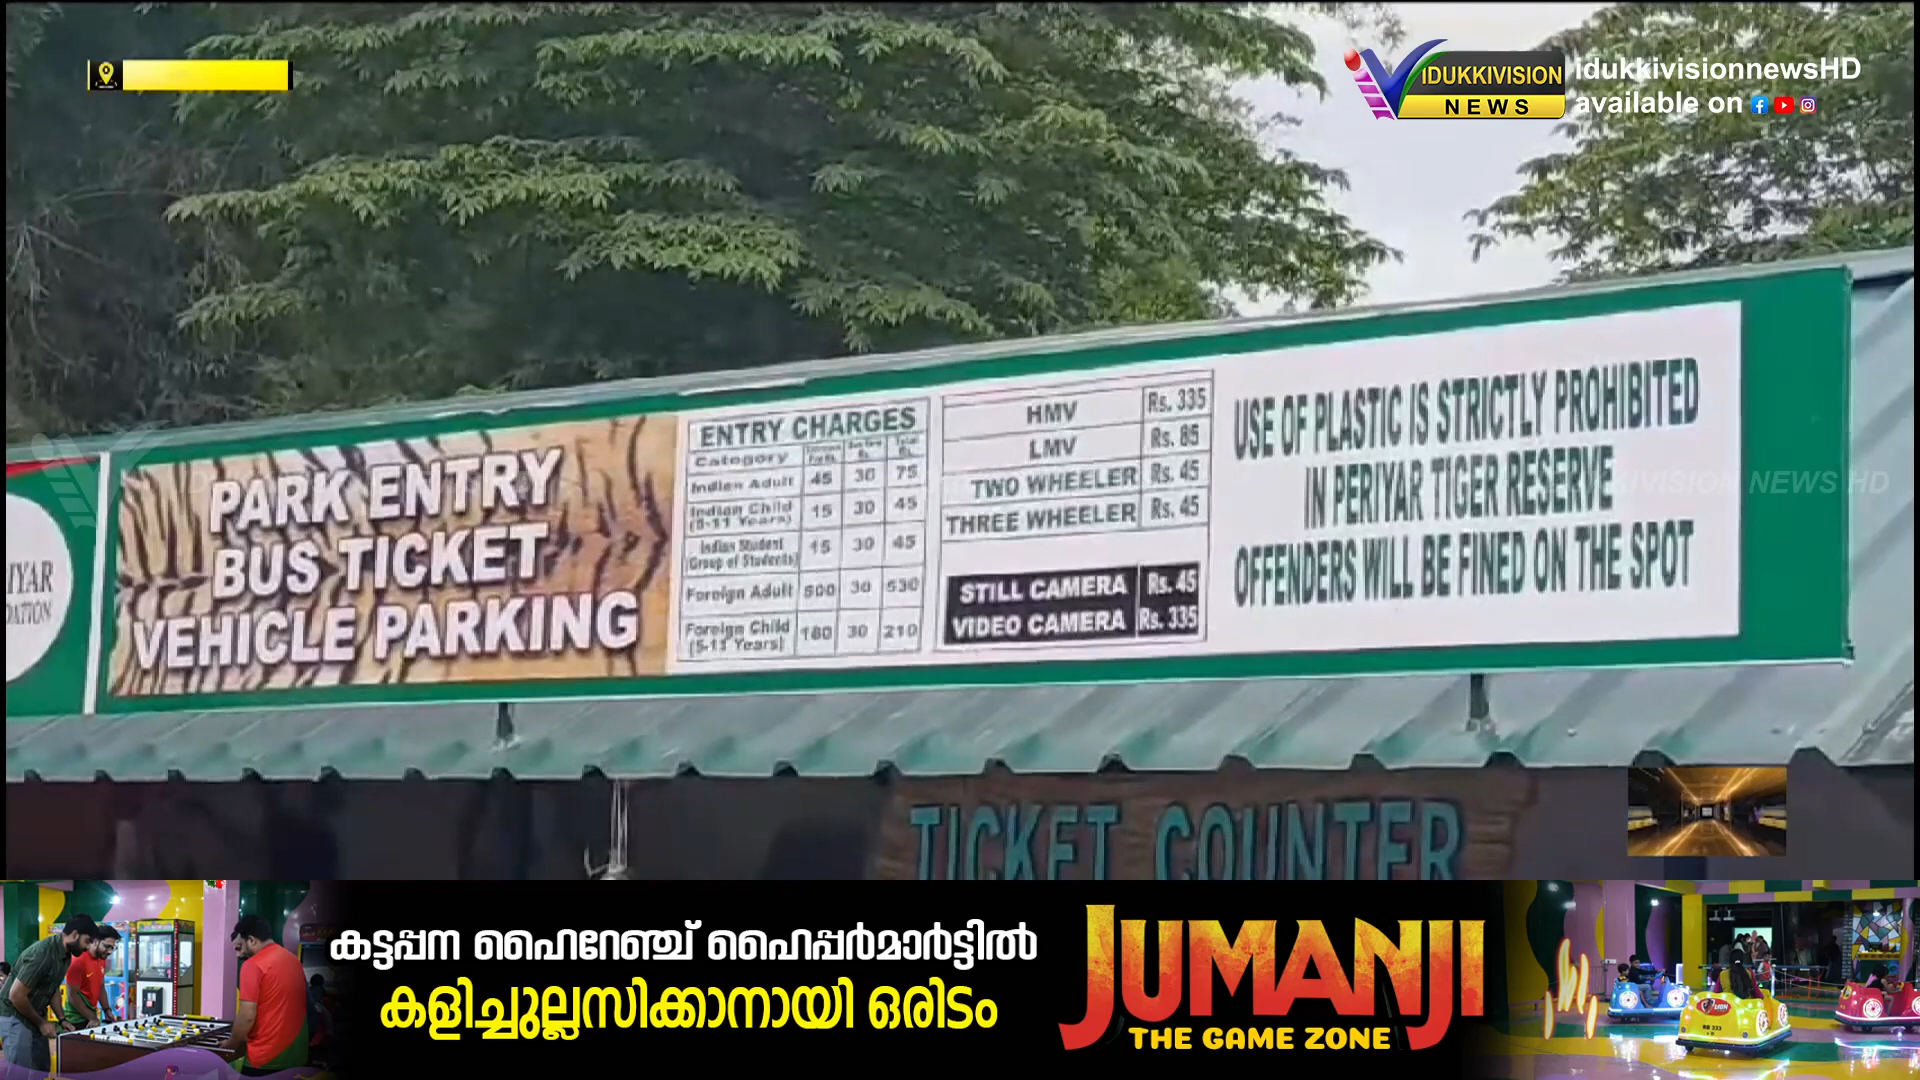 IDUKKIVISION
NEWS
idukkivisionnewsHD
available on
IYAR
PARK ENTRY
BUS TICKET
VEHICLE PARKING
ENTRY CHARGES
Category Total
Indian Adult 45 30 75
Indian Child 15 30 45
(5-11 Years)
Indian Student 15 30 45
(Group of Students)
Foreign Adult 500 30 530
Foreign Child 180 30 210
(5-11 Years)
HMV Rs. 335
LMV Rs. 85
TWO WHEELER Rs. 45
THREE WHEELER Rs. 45
STILL CAMERA Rs. 45
VIDEO CAMERA Rs. 335
USE OF PLASTIC IS STRICTLY PROHIBITED
IN PERIYAR TIGER RESERVE
OFFENDERS WILL BE FINED ON THE SPOT
TICKET COUNTER
കട്ടപ്പന ഹൈറേഞ്ച് ഹൈപ്പർമാർട്ടിൽ
കളിച്ചുല്ലസിക്കാനായി ഒരിടം
JUMANJI
THE GAME ZONE